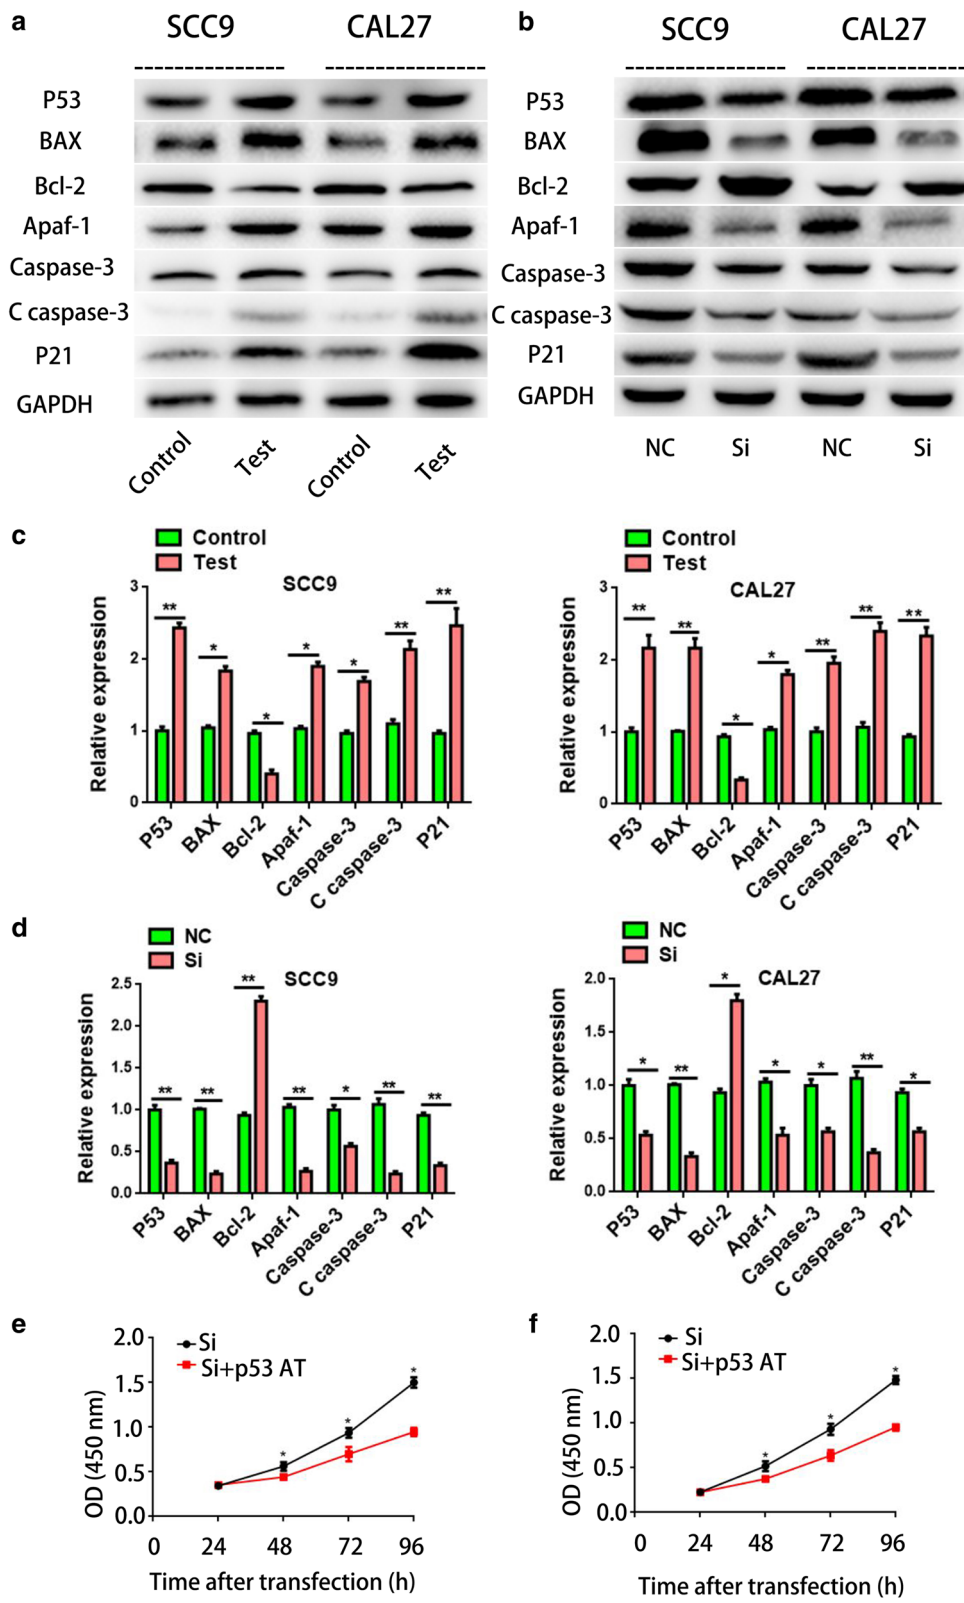 a
SCC9 CAL27
P53
BAX
Bcl-2
Apaf-1
Caspase-3
C caspase-3
P21
GAPDH
Control Test Control Test
b
SCC9 CAL27
P53
BAX
Bcl-2
Apaf-1
Caspase-3
C caspase-3
P21
GAPDH
NC Si NC Si
c
Control
Test
SCC9
Relative expression
3
2
1
0
** * * * * ** **
P53 BAX Bcl-2 Apaf-1 Caspase-3 C caspase-3 P21
Control
Test
CAL27
Relative expression
3
2
1
0
** ** * * ** ** **
P53 BAX Bcl-2 Apaf-1 Caspase-3 C caspase-3 P21
d
NC
Si
SCC9
Relative expression
2.5
2.0
1.5
1.0
0.5
0.0
** ** ** ** * ** **
P53 BAX Bcl-2 Apaf-1 Caspase-3 C caspase-3 P21
NC
Si
CAL27
Relative expression
2.0
1.5
1.0
0.5
0.0
* ** * * * ** *
P53 BAX Bcl-2 Apaf-1 Caspase-3 C caspase-3 P21
e
Si
Si+p53 AT
OD (450 nm)
2.0
1.5
1.0
0.5
0.0
* * *
0 24 48 72 96
Time after transfection (h)
f
Si
Si+p53 AT
OD (450 nm)
2.0
1.5
1.0
0.5
0.0
* * *
0 24 48 72 96
Time after transfection (h)